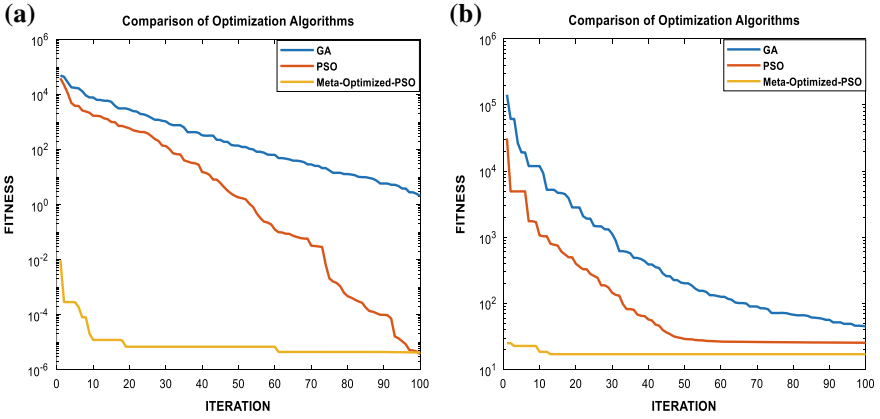 (a)
Comparison of Optimization Algorithms
10^6
10^4
10^2
10^0
10^-2
10^-4
10^-6
FITNESS
0 10 20 30 40 50 60 70 80 90 100
ITERATION
GA
PSO
Meta-Optimized-PSO
(b)
Comparison of Optimization Algorithms
10^6
10^5
10^4
10^3
10^2
10^1
FITNESS
0 10 20 30 40 50 60 70 80 90 100
ITERATION
GA
PSO
Meta-Optimized-PSO